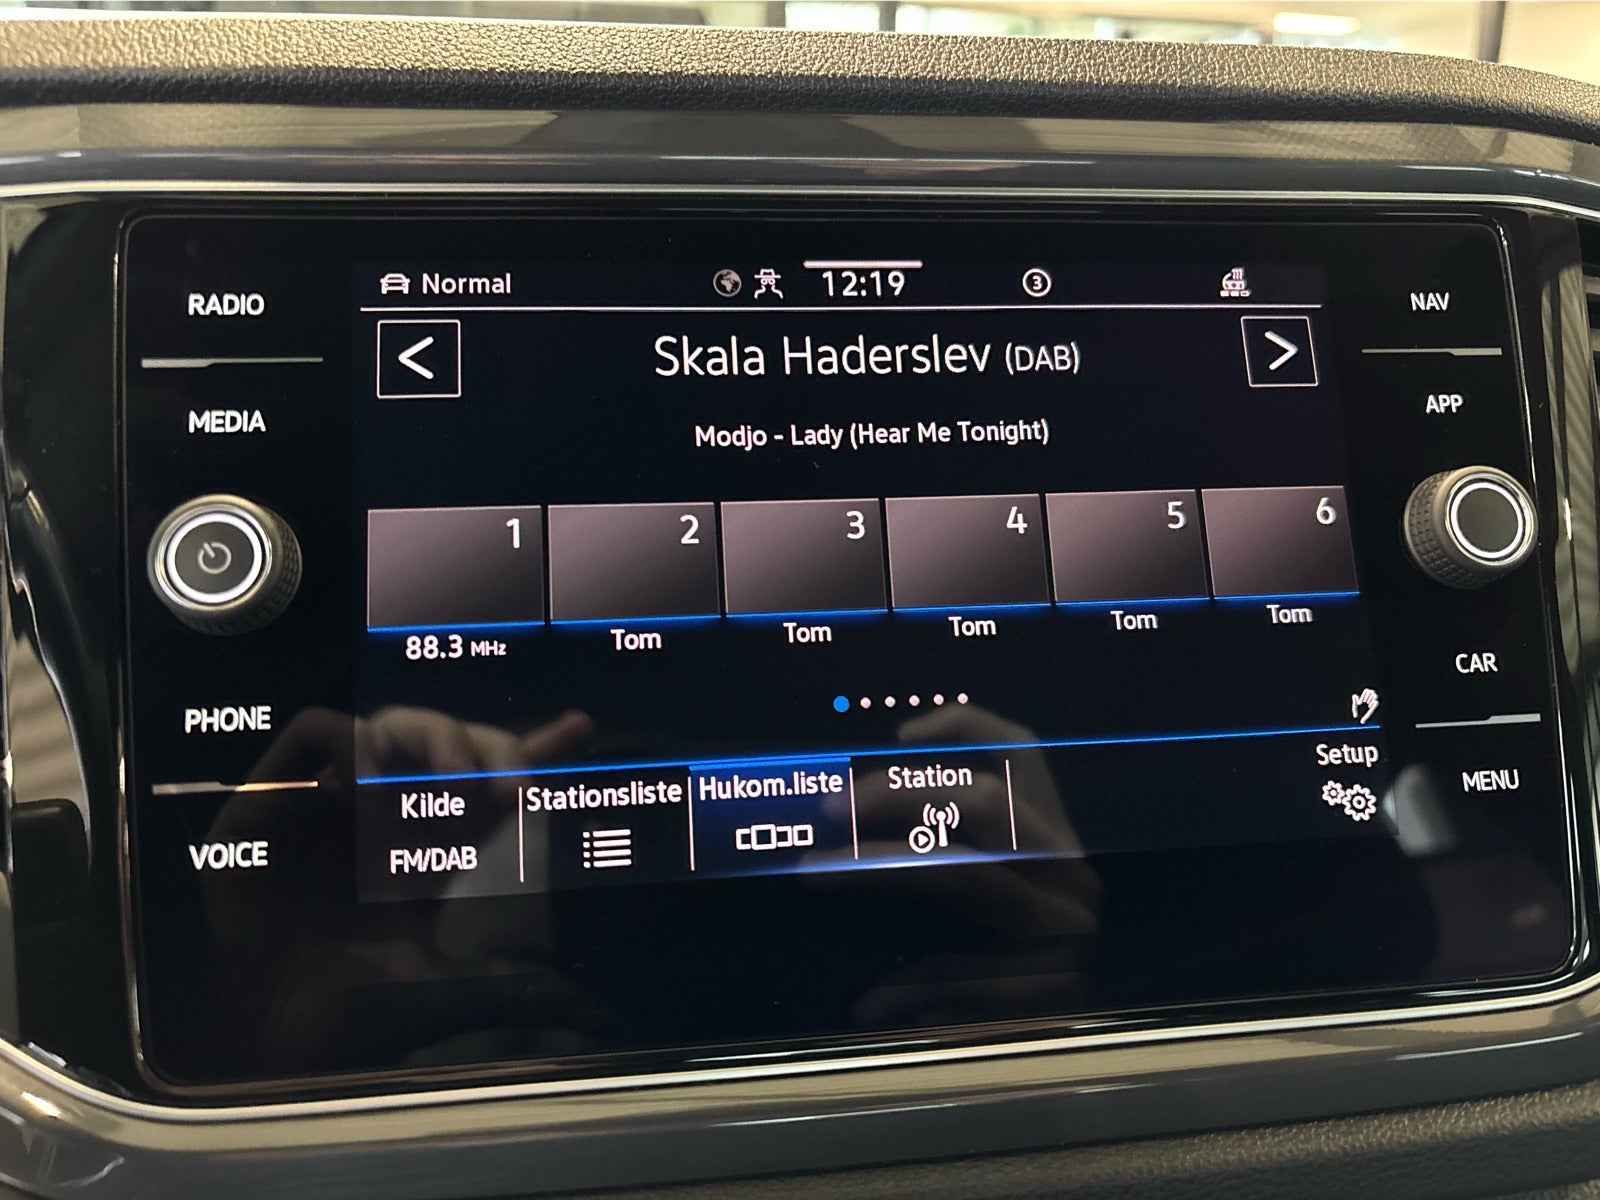 RADIO
MEDIA
PHONE
VOICE
Normal
12:19
3
Skala Haderslev (DAB)
Modjo - Lady (Hear Me Tonight)
1
2
3
4
5
6
88.3 MHz
Tom
Tom
Tom
Tom
Tom
Kilde
FM/DAB
Stationsliste
Hukom.liste
Station
Setup
NAV
APP
CAR
MENU